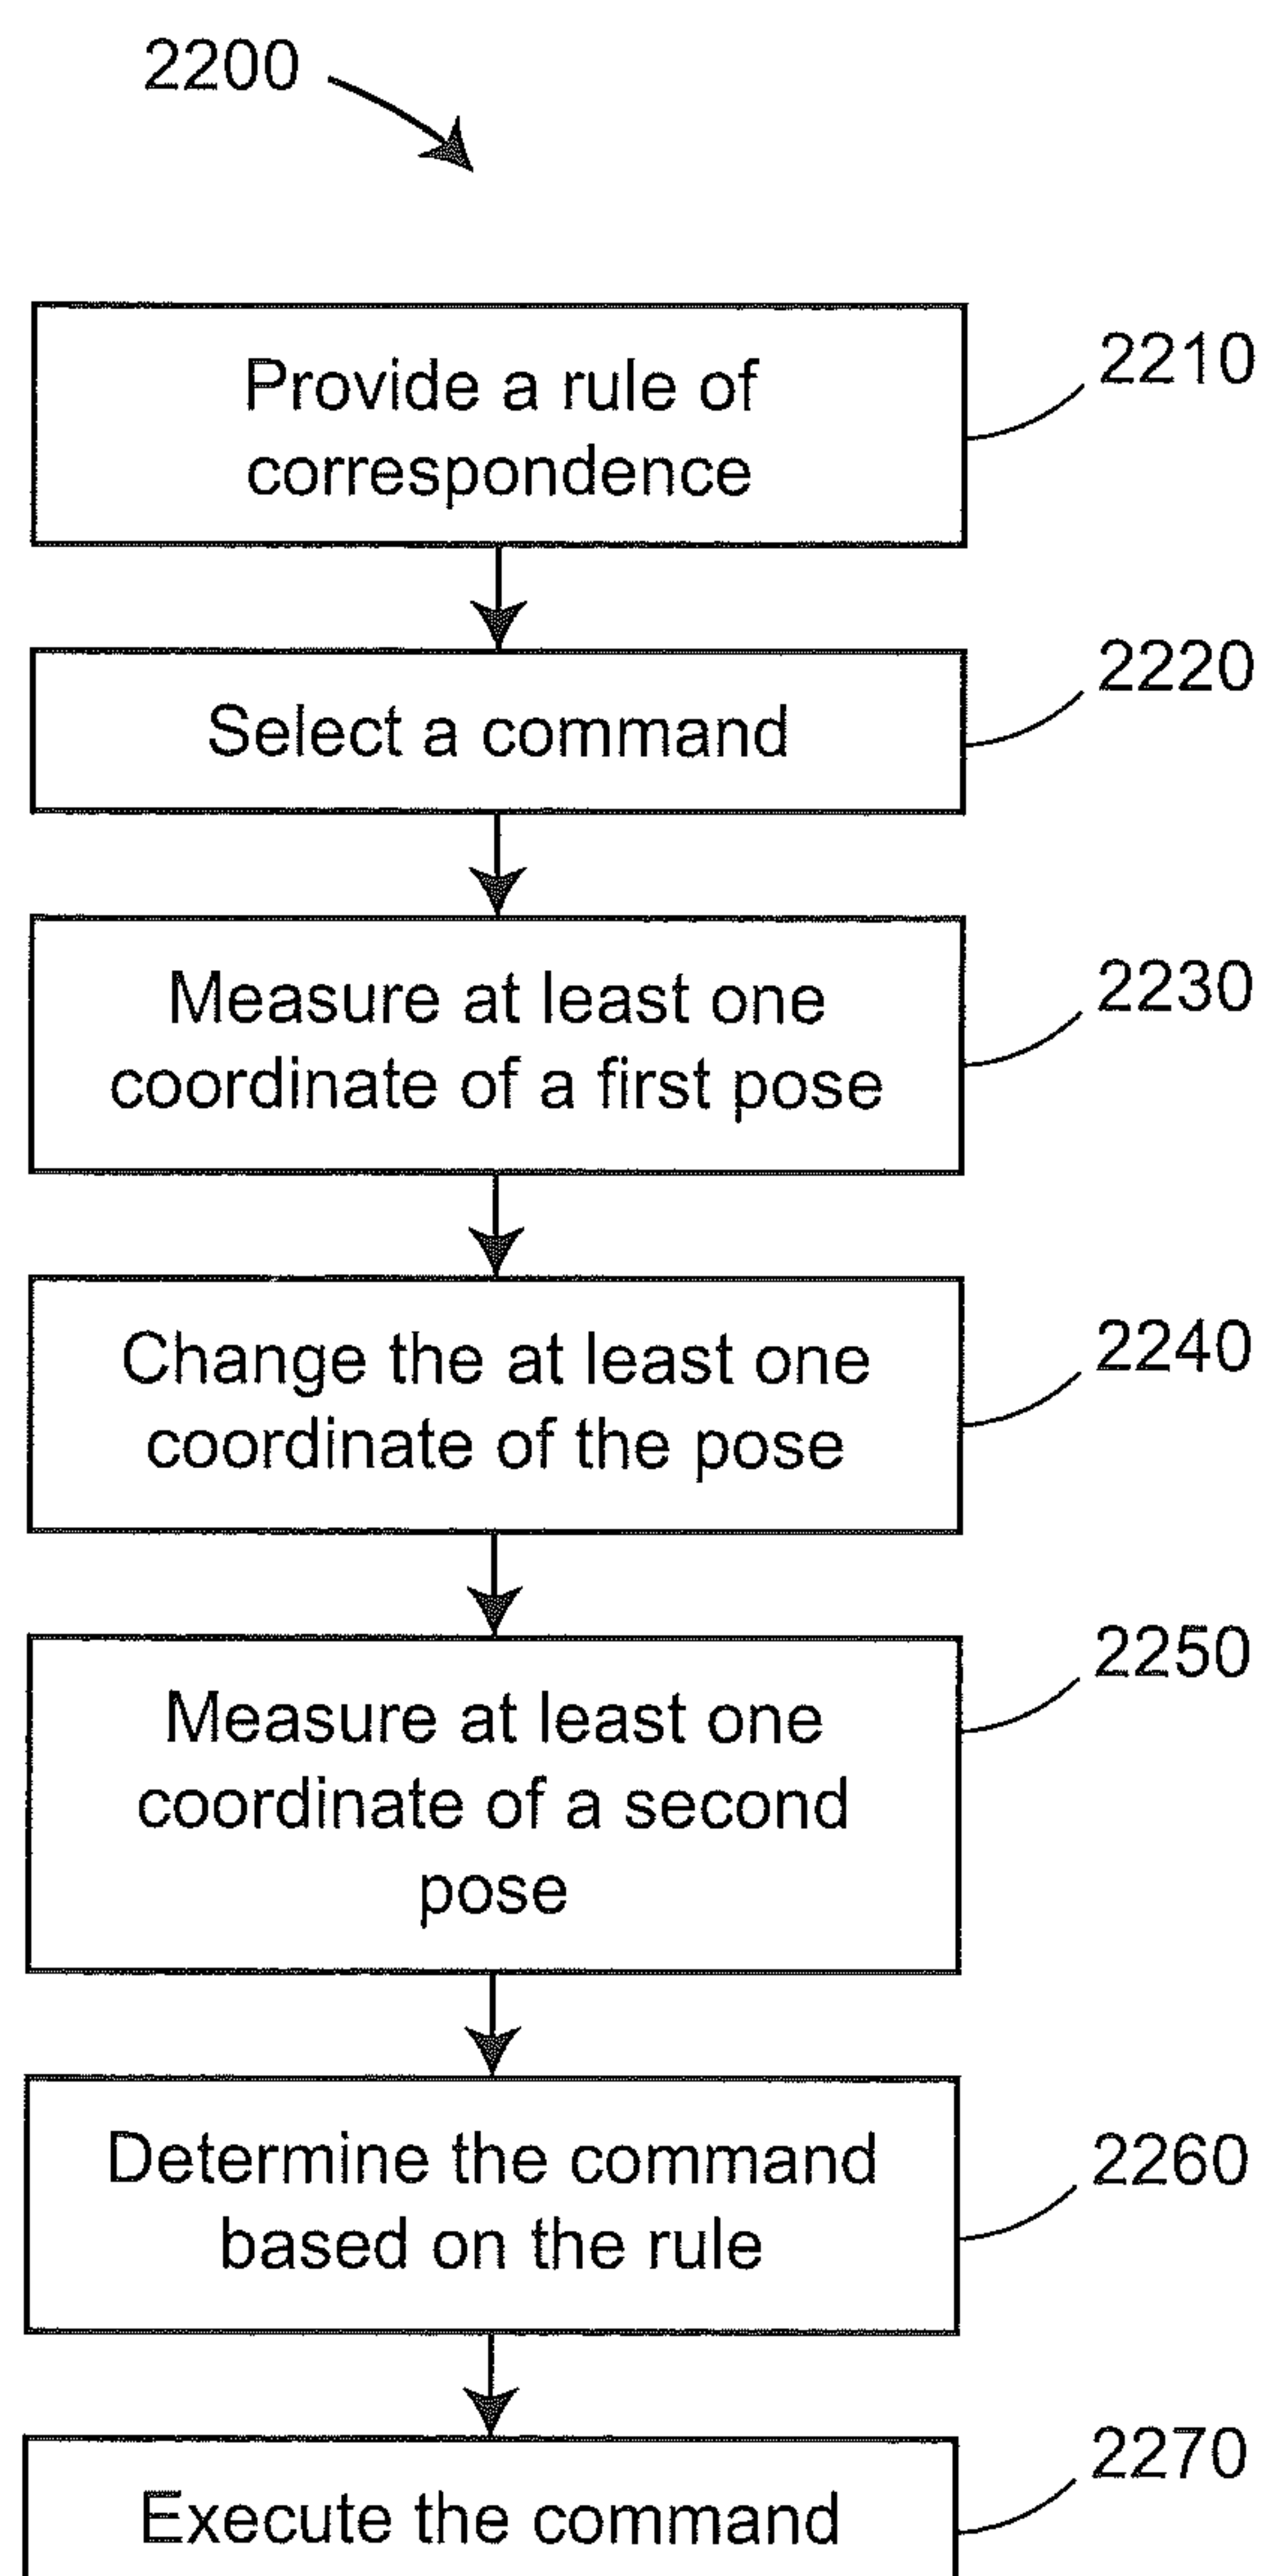 2200
Provide a rule of
correspondence
2210
Select a command
2220
Measure at least one
coordinate of a first pose
2230
Change the at least one
coordinate of the pose
2240
Measure at least one
coordinate of a second
pose
2250
Determine the command
based on the rule
2260
Execute the command
2270